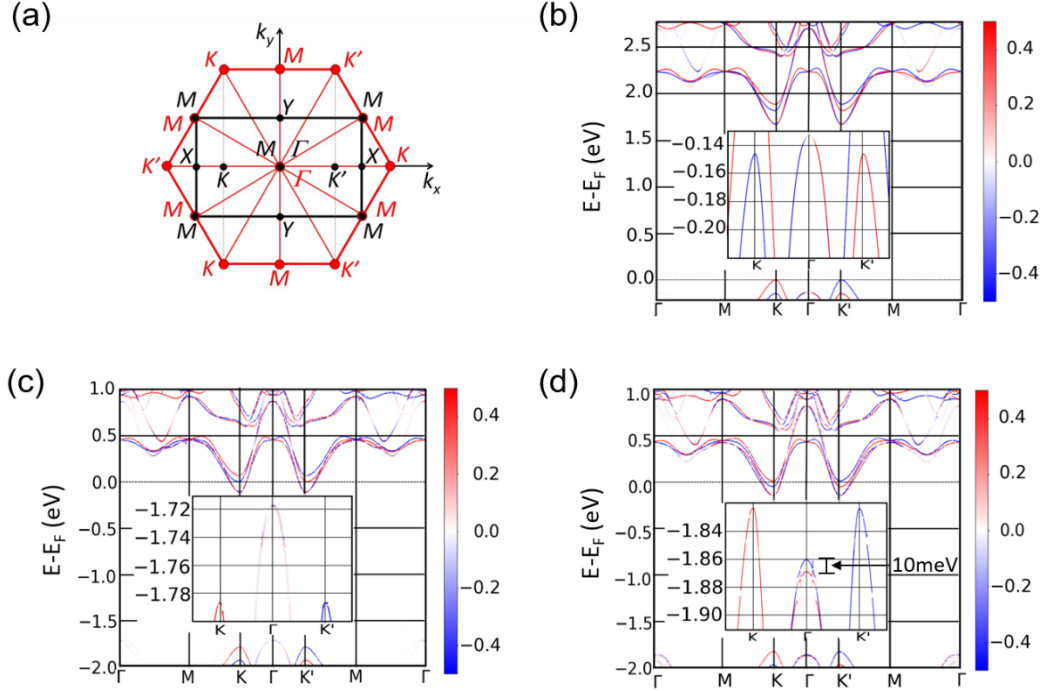 (a)
k_y
K M K'
M Y M
M M
X M Γ X
K' K Γ K' K
k_x
M M
M Y M
K M K'
(b)
E-E_F (eV)
2.5
2.0
1.5
1.0
0.5
0.0
−0.14
−0.16
−0.18
−0.20
K Γ K'
Γ M K Γ K' M Γ
0.4
0.2
0.0
−0.2
−0.4
(c)
E-E_F (eV)
1.0
0.5
0.0
−0.5
−1.0
−1.5
−2.0
−1.72
−1.74
−1.76
−1.78
K Γ K'
Γ M K Γ K' M Γ
0.4
0.2
0.0
−0.2
−0.4
(d)
E-E_F (eV)
1.0
0.5
0.0
−0.5
−1.0
−1.5
−2.0
−1.84
−1.86
−1.88
−1.90
10meV
K Γ K'
Γ M K Γ K' M Γ
0.4
0.2
0.0
−0.2
−0.4